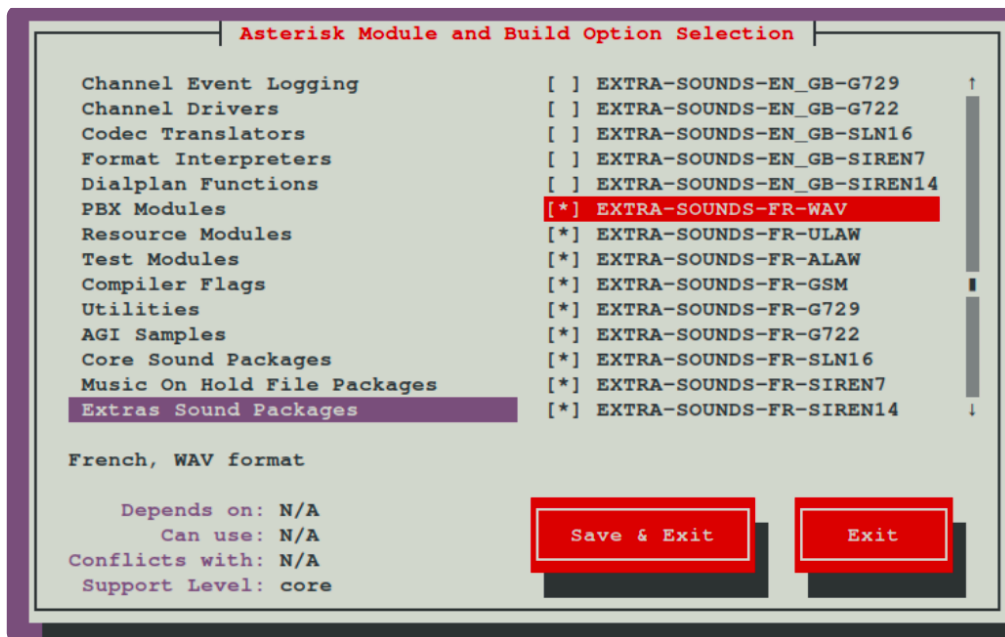 Asterisk Module and Build Option Selection
Channel Event Logging [ ] EXTRA-SOUNDS-EN_GB-G729 ↑
Channel Drivers [ ] EXTRA-SOUNDS-EN_GB-G722
Codec Translators [ ] EXTRA-SOUNDS-EN_GB-SLN16
Format Interpreters [ ] EXTRA-SOUNDS-EN_GB-SIREN7
Dialplan Functions [ ] EXTRA-SOUNDS-EN_GB-SIREN14
PBX Modules [*] EXTRA-SOUNDS-FR-WAV
Resource Modules [*] EXTRA-SOUNDS-FR-ULAW
Test Modules [*] EXTRA-SOUNDS-FR-ALAW
Compiler Flags [*] EXTRA-SOUNDS-FR-GSM
Utilities [*] EXTRA-SOUNDS-FR-G729
AGI Samples [*] EXTRA-SOUNDS-FR-G722
Core Sound Packages [*] EXTRA-SOUNDS-FR-SLN16
Music On Hold File Packages [*] EXTRA-SOUNDS-FR-SIREN7
Extras Sound Packages [*] EXTRA-SOUNDS-FR-SIREN14 ↓
French, WAV format
Depends on: N/A
Can use: N/A
Conflicts with: N/A
Support Level: core
Save & Exit Exit